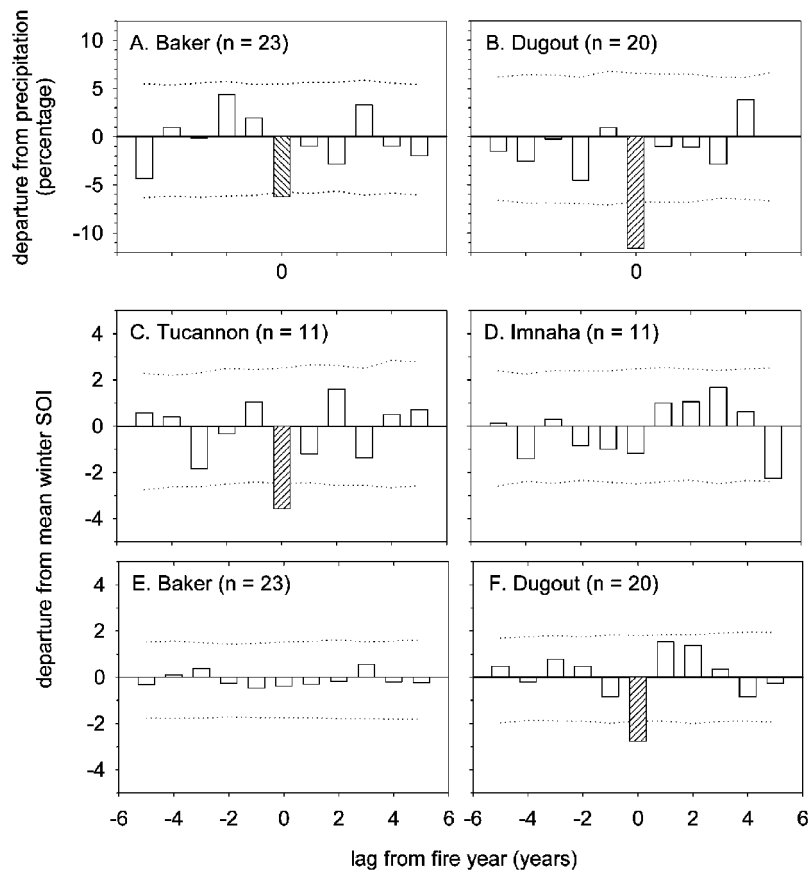 departure from precipitation
(percentage)
12
10
5
0
-5
-10
A. Baker (n = 23)
0
B. Dugout (n = 20)
0
departure from mean winter SOI
4
2
0
-2
-4
C. Tucannon (n = 11)
D. Imnaha (n = 11)
4
2
0
-2
-4
E. Baker (n = 23)
F. Dugout (n = 20)
-6 -4 -2 0 2 4 6
-4 -2 0 2 4 6
lag from fire year (years)